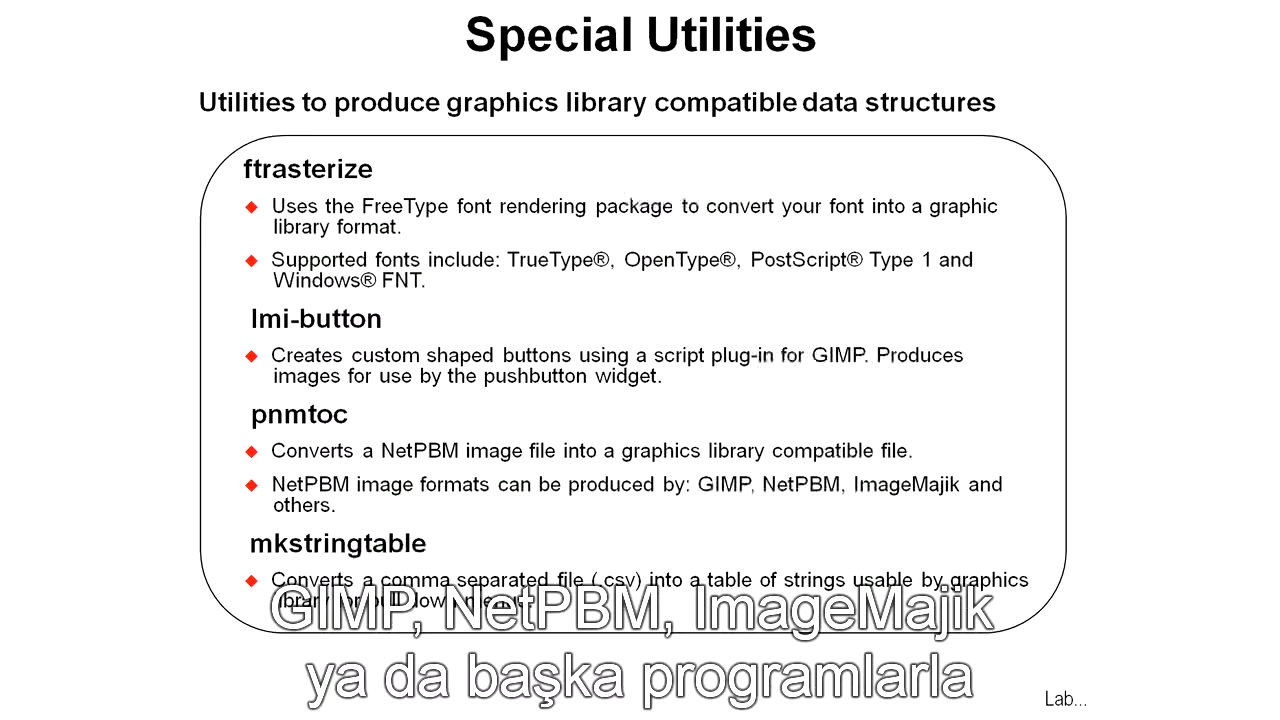 Special Utilities
Utilities to produce graphics library compatible data structures
ftrasterize
Uses the FreeType font rendering package to convert your font into a graphic
library format.
Supported fonts include: TrueType®, OpenType®, PostScript® Type 1 and
Windows® FNT.
lmi-button
Creates custom shaped buttons using a script plug-in for GIMP. Produces
images for use by the pushbutton widget.
pnmtoc
Converts a NetPBM image file into a graphics library compatible file.
NetPBM image formats can be produced by: GIMP, NetPBM, ImageMajik and
others.
mkstringtable
Converts a comma separated file (.csv) into a table of strings usable by graphics
library for pull down menus.
GIMP, NetPBM, ImageMajik
ya da başka programlarla
Lab...